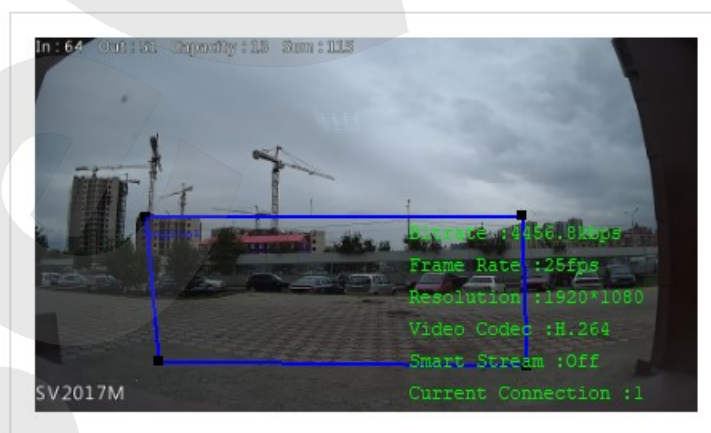 In:64 Out:51 Capacity:13 Sum:115
Bitrate :4456.8kbps
Frame Rate :25fps
Resolution :1920*1080
Video Codec :H.264
Smart Stream :Off
SV2017M
Current Connection :1